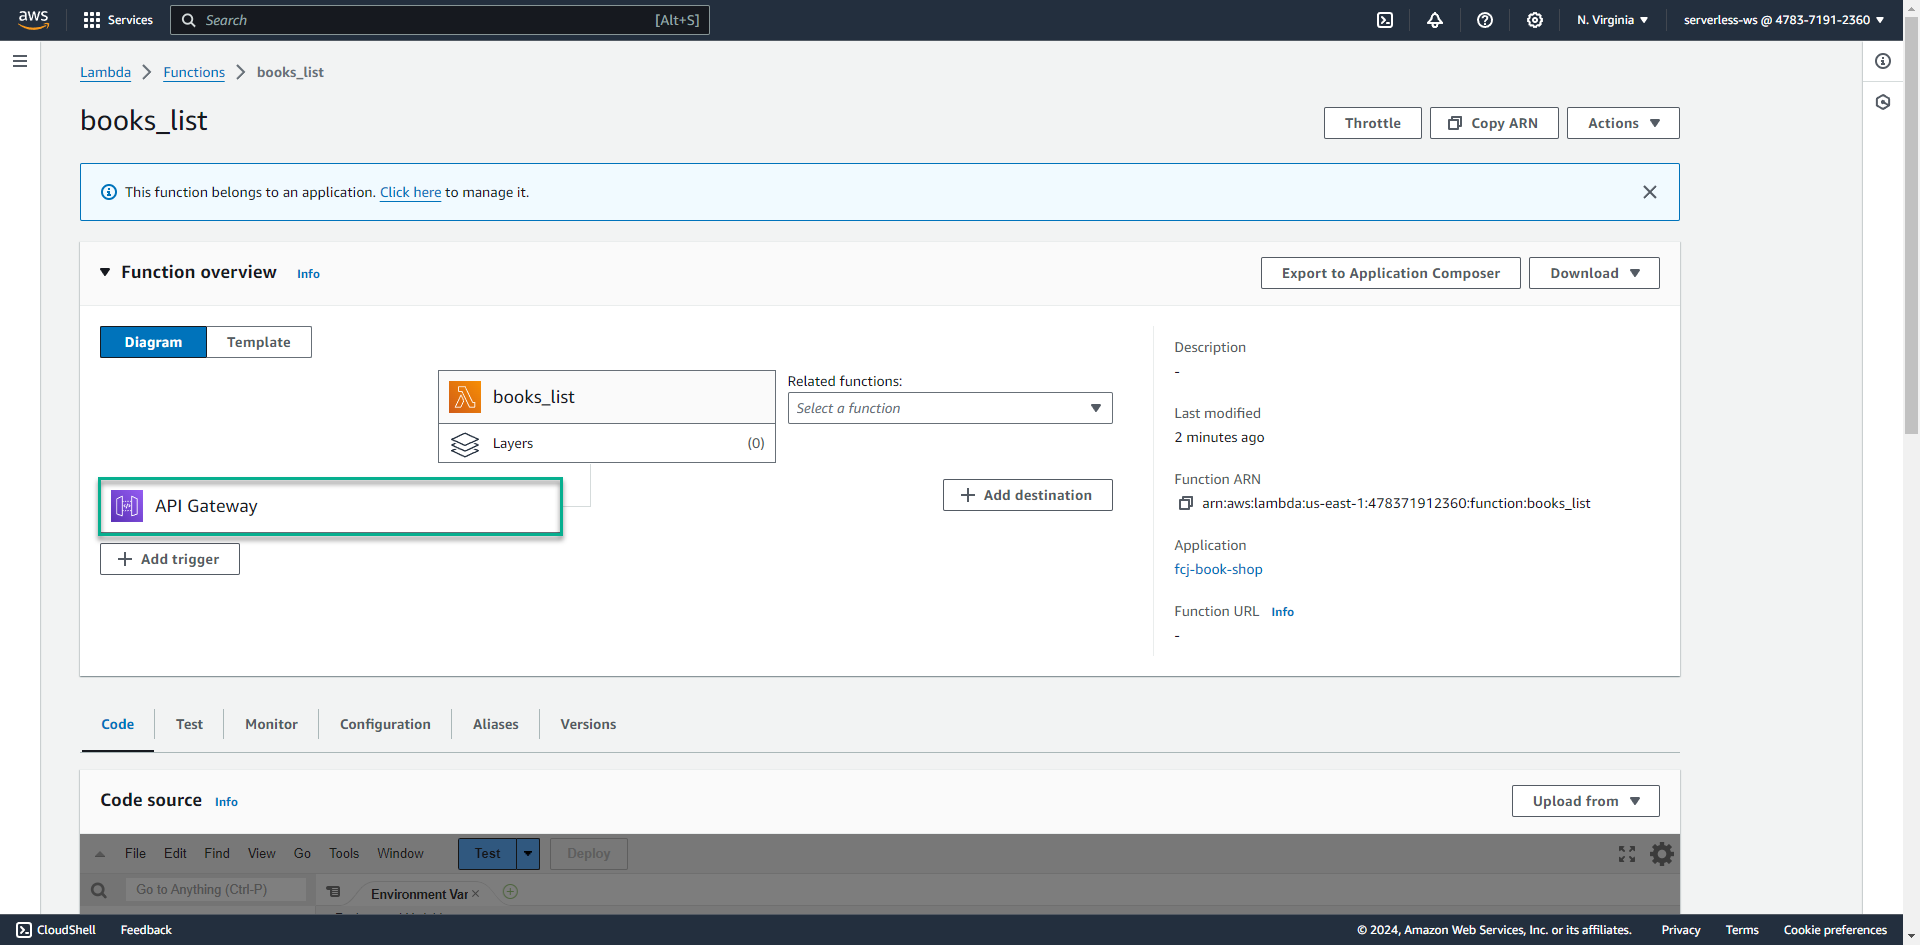 aws
Services
Search [Alt+S]
N. Virginia
serverless-ws @ 4783-7191-2360
Lambda
Functions
books_list
books_list
Throttle
Copy ARN
Actions
This function belongs to an application. Click here to manage it.
Function overview Info
Export to Application Composer
Download
Diagram
Template
books_list
Layers (0)
Related functions:
Select a function
API Gateway
Add trigger
Add destination
Description
-
Last modified
2 minutes ago
Function ARN
arn:aws:lambda:us-east-1:478371912360:function:books_list
Application
fcj-book-shop
Function URL Info
-
Code
Test
Monitor
Configuration
Aliases
Versions
Code source Info
Upload from
File Edit Find View Go Tools Window
Test
Deploy
Go to Anything (Ctrl-P)
Environment Var
CloudShell
Feedback
© 2024, Amazon Web Services, Inc. or its affiliates.
Privacy
Terms
Cookie preferences